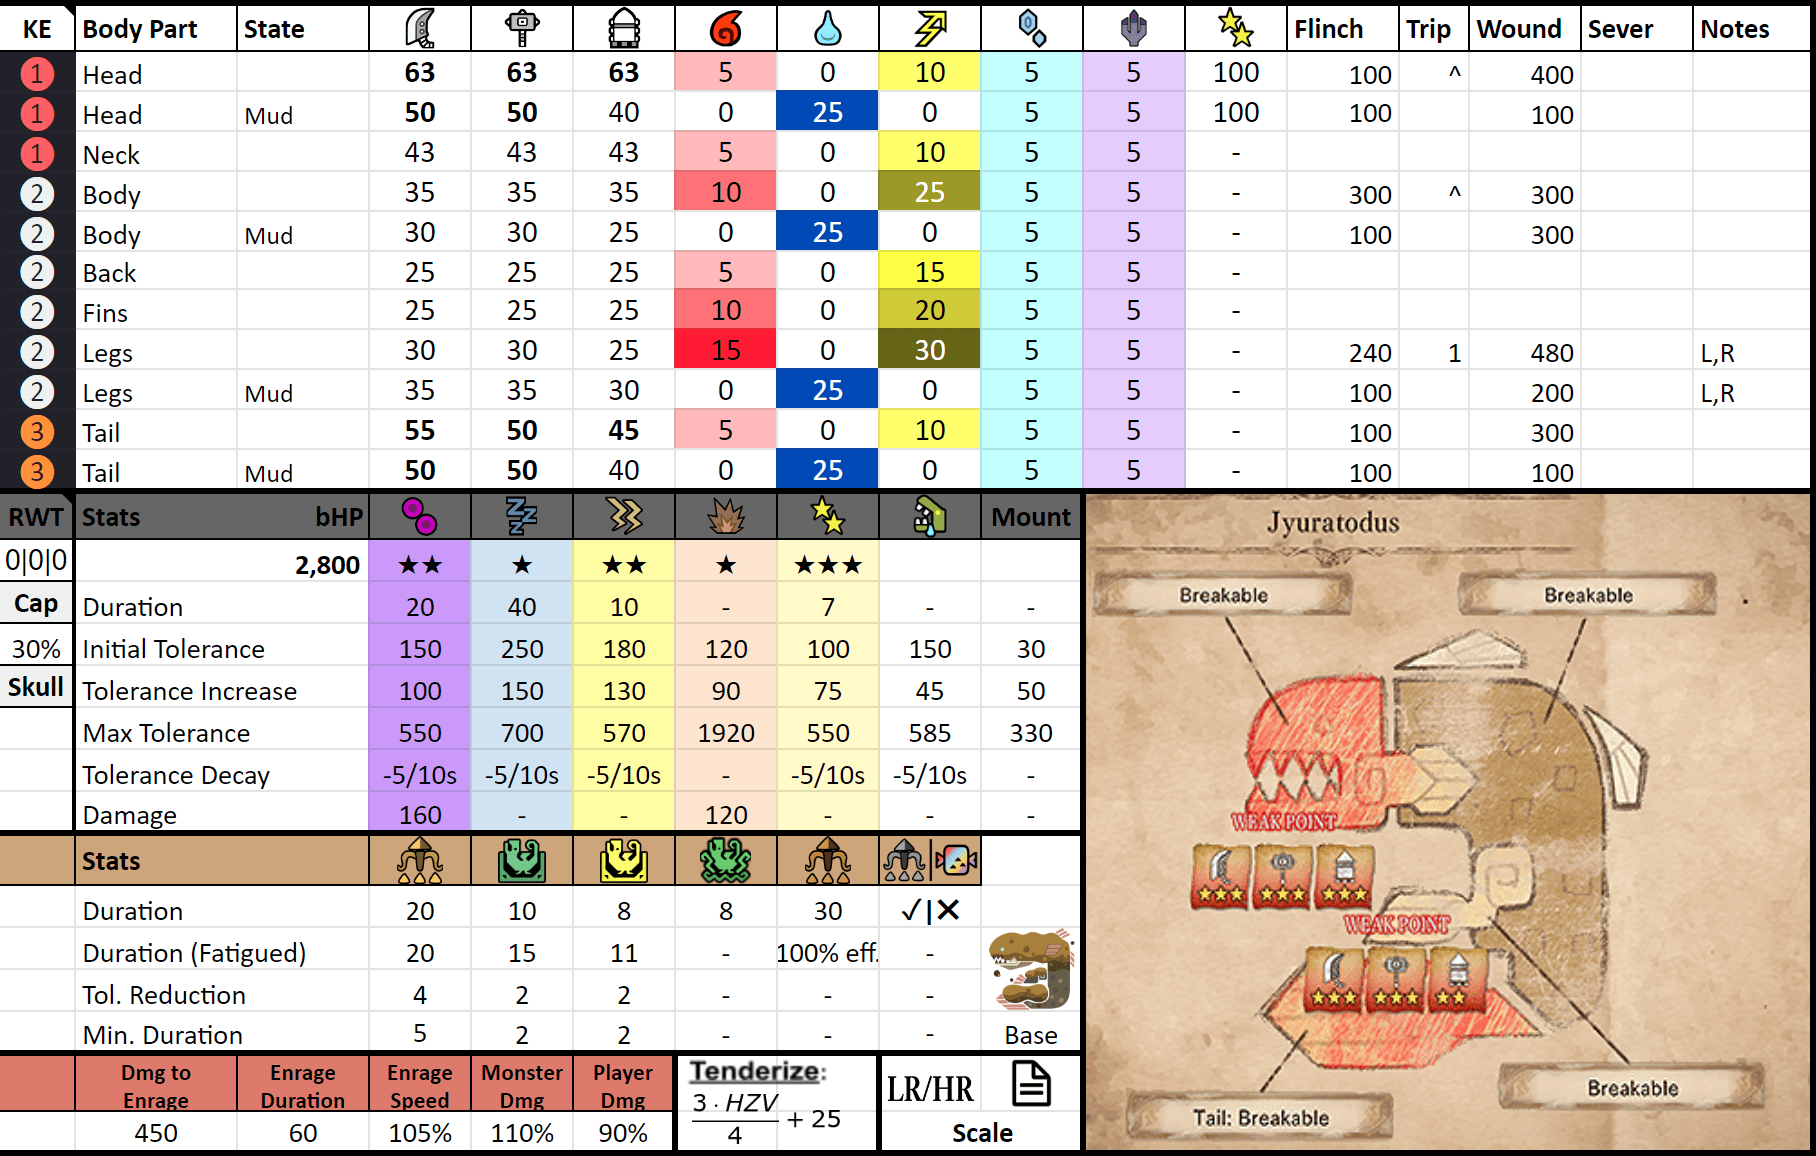 KE Body Part State Flinch Trip Wound Sever Notes
1 Head 63 63 63 5 0 10 5 5 100 100 ^ 400
1 Head Mud 50 50 40 0 25 0 5 5 100 100 100
1 Neck 43 43 43 5 0 10 5 5 -
2 Body 35 35 35 10 0 25 5 5 - 300 ^ 300
2 Body Mud 30 30 25 0 25 0 5 5 - 100 300
2 Back 25 25 25 5 0 15 5 5 -
2 Fins 25 25 25 10 0 20 5 5 -
2 Legs 30 30 25 15 0 30 5 5 - 240 1 480 L,R
2 Legs Mud 35 35 30 0 25 0 5 5 - 100 200 L,R
3 Tail 55 50 45 5 0 10 5 5 - 100 300
3 Tail Mud 50 50 40 0 25 0 5 5 - 100 100
RWT Stats bHP Mount
0|0|0 2,800 ★★ ★ ★★ ★ ★★★
Cap Duration 20 40 10 - 7 - -
30% Initial Tolerance 150 250 180 120 100 150 30
Skull Tolerance Increase 100 150 130 90 75 45 50
Max Tolerance 550 700 570 1920 550 585 330
Tolerance Decay -5/10s -5/10s -5/10s - -5/10s -5/10s -
Damage 160 - - 120 - - -
Stats
Duration 20 10 8 8 30 ✓|✕
Duration (Fatigued) 20 15 11 - 100% eff. -
Tol. Reduction 4 2 2 - - -
Min. Duration 5 2 2 - - - Base
Dmg to Enrage Enrage Duration Enrage Speed Monster Dmg Player Dmg
450 60 105% 110% 90%
Tenderize:
3 · HZV / 4 + 25
LR/HR
Scale
Jyuratodus
Breakable
Breakable
WEAK POINT
★★★ ★★★ ★★★
WEAK POINT
★★★ ★★★ ★★
Breakable
Tail: Breakable